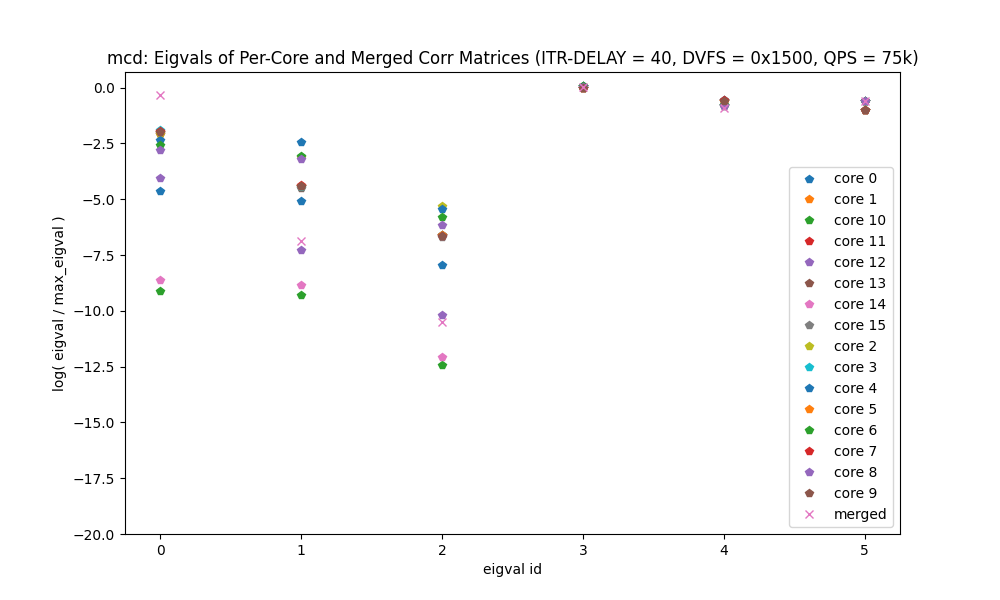 mcd: Eigvals of Per-Core and Merged Corr Matrices (ITR-DELAY = 40, DVFS = 0x1500, QPS = 75k)
log( eigval / max_eigval )
0.0
−2.5
−5.0
−7.5
−10.0
−12.5
−15.0
−17.5
−20.0
core 0
core 1
core 10
core 11
core 12
core 13
core 14
core 15
core 2
core 3
core 4
core 5
core 6
core 7
core 8
core 9
merged
0 1 2 3 4 5
eigval id